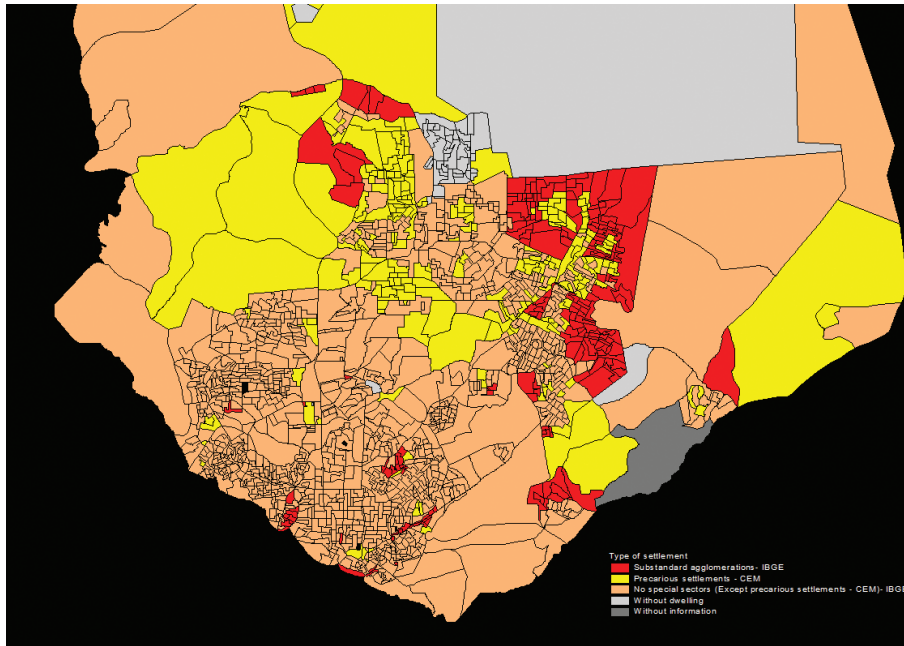 Type of settlement
Substandard agglomerations- IBGE
Precarious settlements - CEM
No special sectors (Except precarious settlements - CEM)- IBGE
Without dwelling
Without information